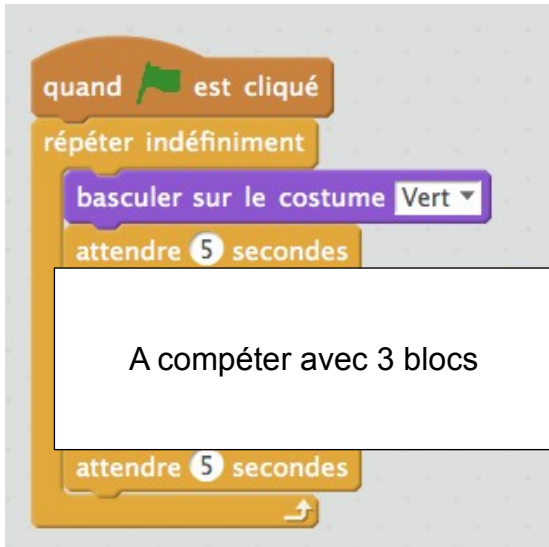 quand est cliqué
répéter indéfiniment
basculer sur le costume Vert
attendre 5 secondes
A compéter avec 3 blocs
attendre 5 secondes